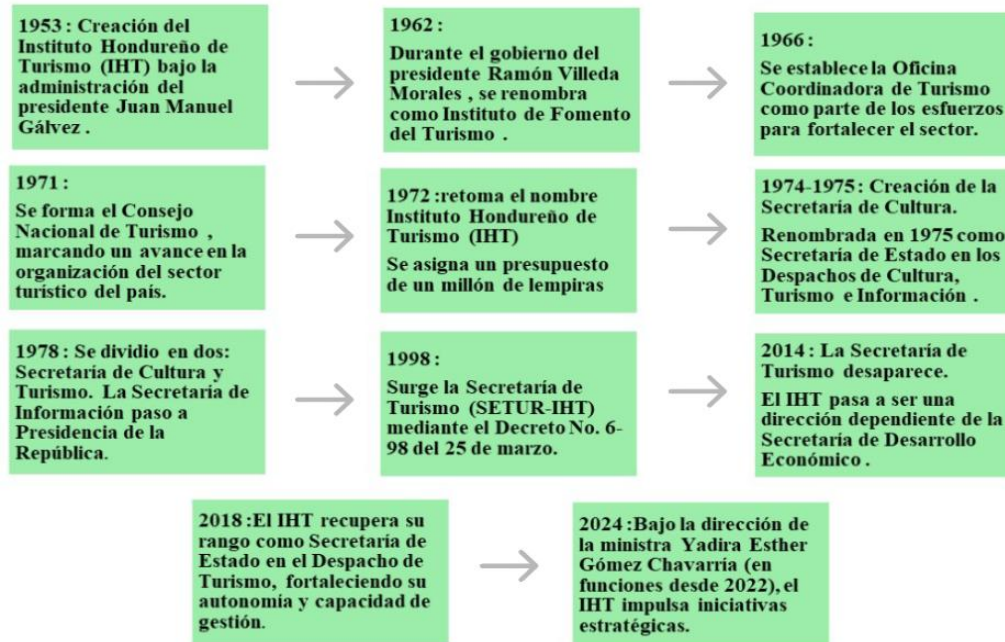 1953 : Creación del
Instituto Hondureño de
Turismo (IHT) bajo la
administración del
presidente Juan Manuel
Gálvez .
1962 :
Durante el gobierno del
presidente Ramón Villeda
Morales , se renombra
como Instituto de Fomento
del Turismo .
1966 :
Se establece la Oficina
Coordinadora de Turismo
como parte de los esfuerzos
para fortalecer el sector.
1971 :
Se forma el Consejo
Nacional de Turismo ,
marcando un avance en la
organización del sector
turístico del país.
1972 :retoma el nombre
Instituto Hondureño de
Turismo (IHT)
Se asigna un presupuesto
de un millón de lempiras
1974-1975: Creación de la
Secretaría de Cultura.
Renombrada en 1975 como
Secretaría de Estado en los
Despachos de Cultura,
Turismo e Información .
1978 : Se dividio en dos:
Secretaría de Cultura y
Turismo. La Secretaría de
Información paso a
Presidencia de la
República.
1998 :
Surge la Secretaría de
Turismo (SETUR-IHT)
mediante el Decreto No. 6-
98 del 25 de marzo.
2014 : La Secretaría de
Turismo desaparece.
El IHT pasa a ser una
dirección dependiente de la
Secretaría de Desarrollo
Económico .
2018 :El IHT recupera su
rango como Secretaría de
Estado en el Despacho de
Turismo, fortaleciendo su
autonomía y capacidad de
gestión.
2024 :Bajo la dirección de
la ministra Yadira Esther
Gómez Chavarría (en
funciones desde 2022), el
IHT impulsa iniciativas
estratégicas.